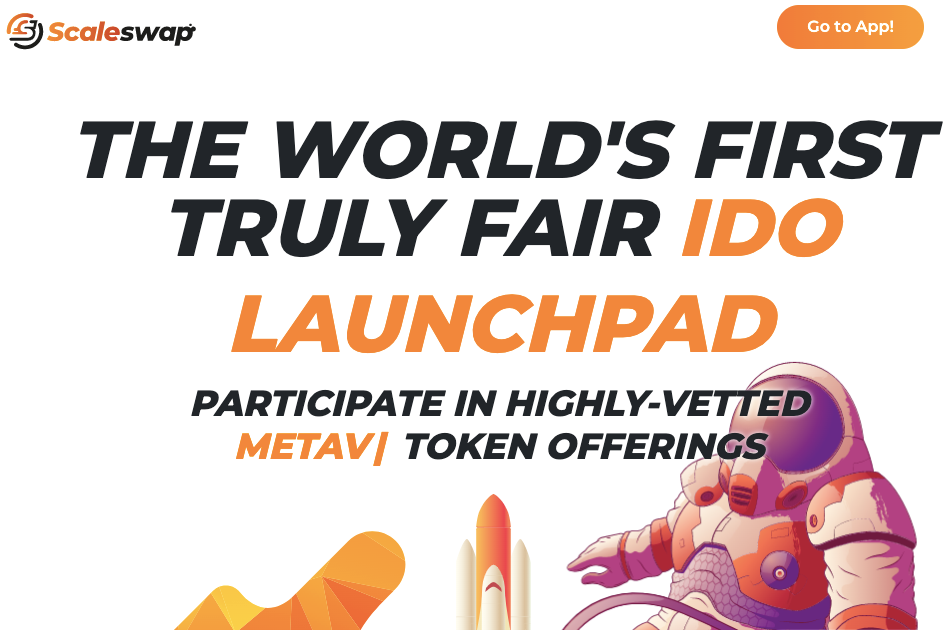 Scaleswap
Go to App!
THE WORLD'S FIRST
TRULY FAIR IDO
LAUNCHPAD
PARTICIPATE IN HIGHLY-VETTED
METAV| TOKEN OFFERINGS